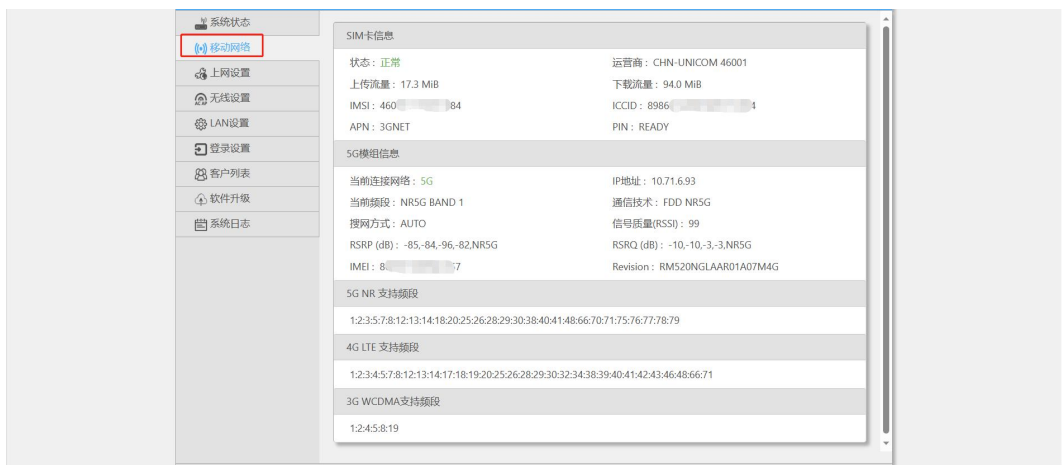 系统状态
移动网络
上网设置
无线设置
LAN设置
登录设置
客户列表
软件升级
系统日志
SIM卡信息
状态： 正常 运营商： CHN-UNICOM 46001
上传流量： 17.3 MiB 下载流量： 94.0 MiB
IMSI： 460 84 ICCID： 8986 4
APN： 3GNET PIN： READY
5G模组信息
当前连接网络： 5G IP地址： 10.71.6.93
当前频段： NR5G BAND 1 通信技术： FDD NR5G
搜网方式： AUTO 信号质量(RSSI)： 99
RSRP (dB)： -85,-84,-96,-82,NR5G RSRQ (dB)： -10,-10,-3,-3,NR5G
IMEI： 8 57 Revision： RM520NGLAAR01A07M4G
5G NR 支持频段
1:2:3:5:7:8:12:13:14:18:20:25:26:28:29:30:38:40:41:48:66:70:71:75:76:77:78:79
4G LTE 支持频段
1:2:3:4:5:7:8:12:13:14:17:18:19:20:25:26:28:29:30:32:34:38:39:40:41:42:43:46:48:66:71
3G WCDMA支持频段
1:2:4:5:8:19